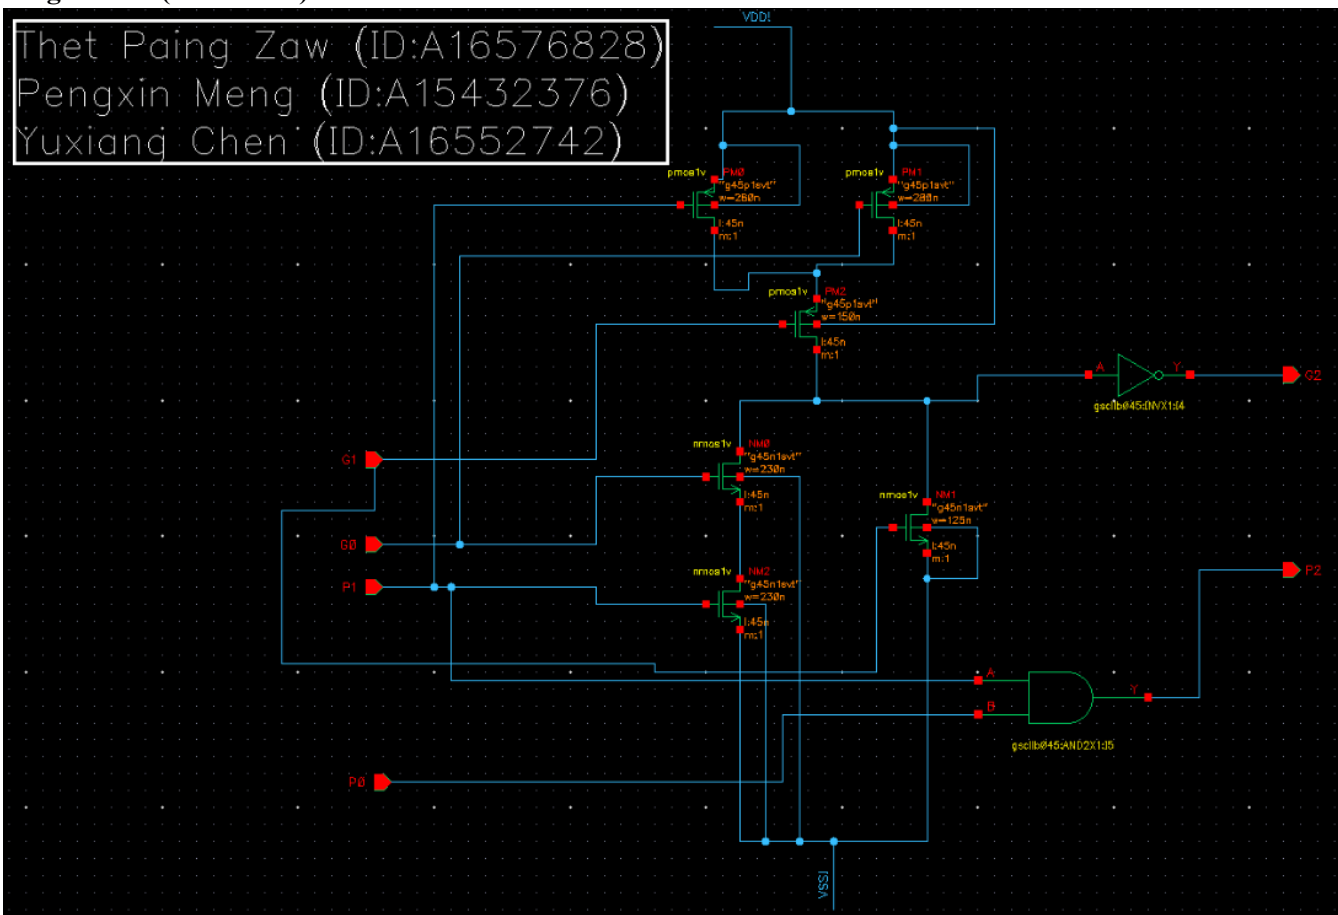 VDD!
Thet Paing Zaw (ID:A16576828)
Pengxin Meng (ID:A15432376)
Yuxiang Chen (ID:A16552742)
pmos1v PM0
"g45p1svt"
w=280n
l:45n
m:1
pmos1v PM1
"g45p1svt"
w=280n
l:45n
m:1
pmos1v PM2
"g45p1svt"
w=150n
l:45n
m:1
A Y G2
gsclib045:INVX1:I4
G1
nmos1v NM0
"g45n1svt"
w=230n
l:45n
m:1
nmos1v NM1
"g45n1svt"
w=125n
l:45n
m:1
G0
P1
nmos1v NM2
"g45n1svt"
w=230n
l:45n
m:1
P2
A
B
Y
gsclib045:AND2X1:I5
P0
VSS!